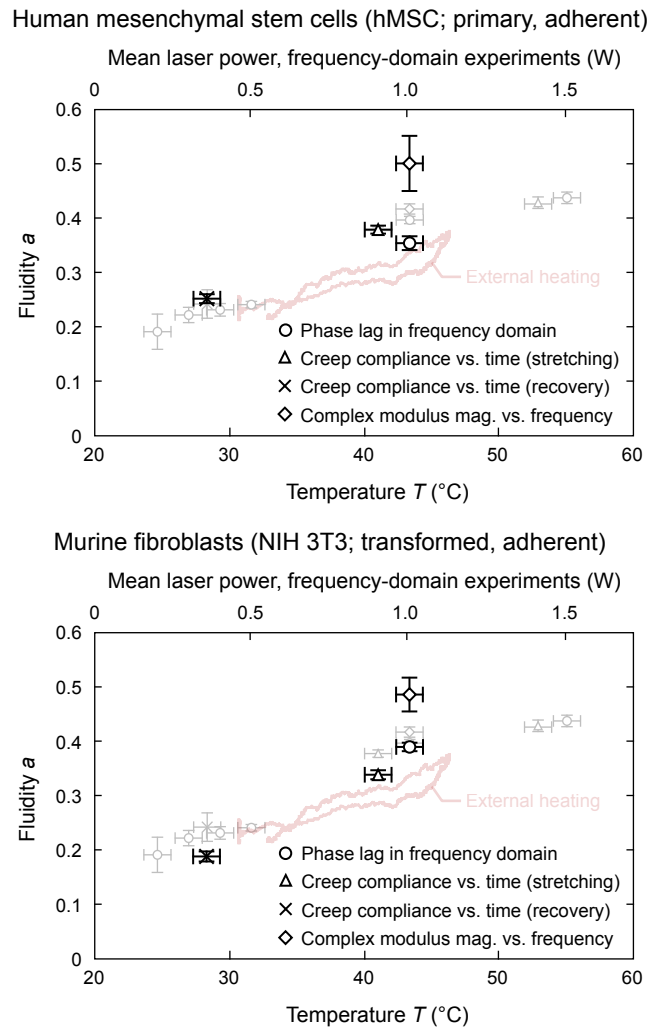 Human mesenchymal stem cells (hMSC; primary, adherent)
Mean laser power, frequency-domain experiments (W)
0 0.5 1.0 1.5
0.6
0.5
0.4
0.3
0.2
0.1
0
Fluidity a
External heating
Phase lag in frequency domain
Creep compliance vs. time (stretching)
Creep compliance vs. time (recovery)
Complex modulus mag. vs. frequency
20 30 40 50 60
Temperature T (°C)
Murine fibroblasts (NIH 3T3; transformed, adherent)
Mean laser power, frequency-domain experiments (W)
0 0.5 1.0 1.5
0.6
0.5
0.4
0.3
0.2
0.1
0
Fluidity a
External heating
Phase lag in frequency domain
Creep compliance vs. time (stretching)
Creep compliance vs. time (recovery)
Complex modulus mag. vs. frequency
20 30 40 50 60
Temperature T (°C)